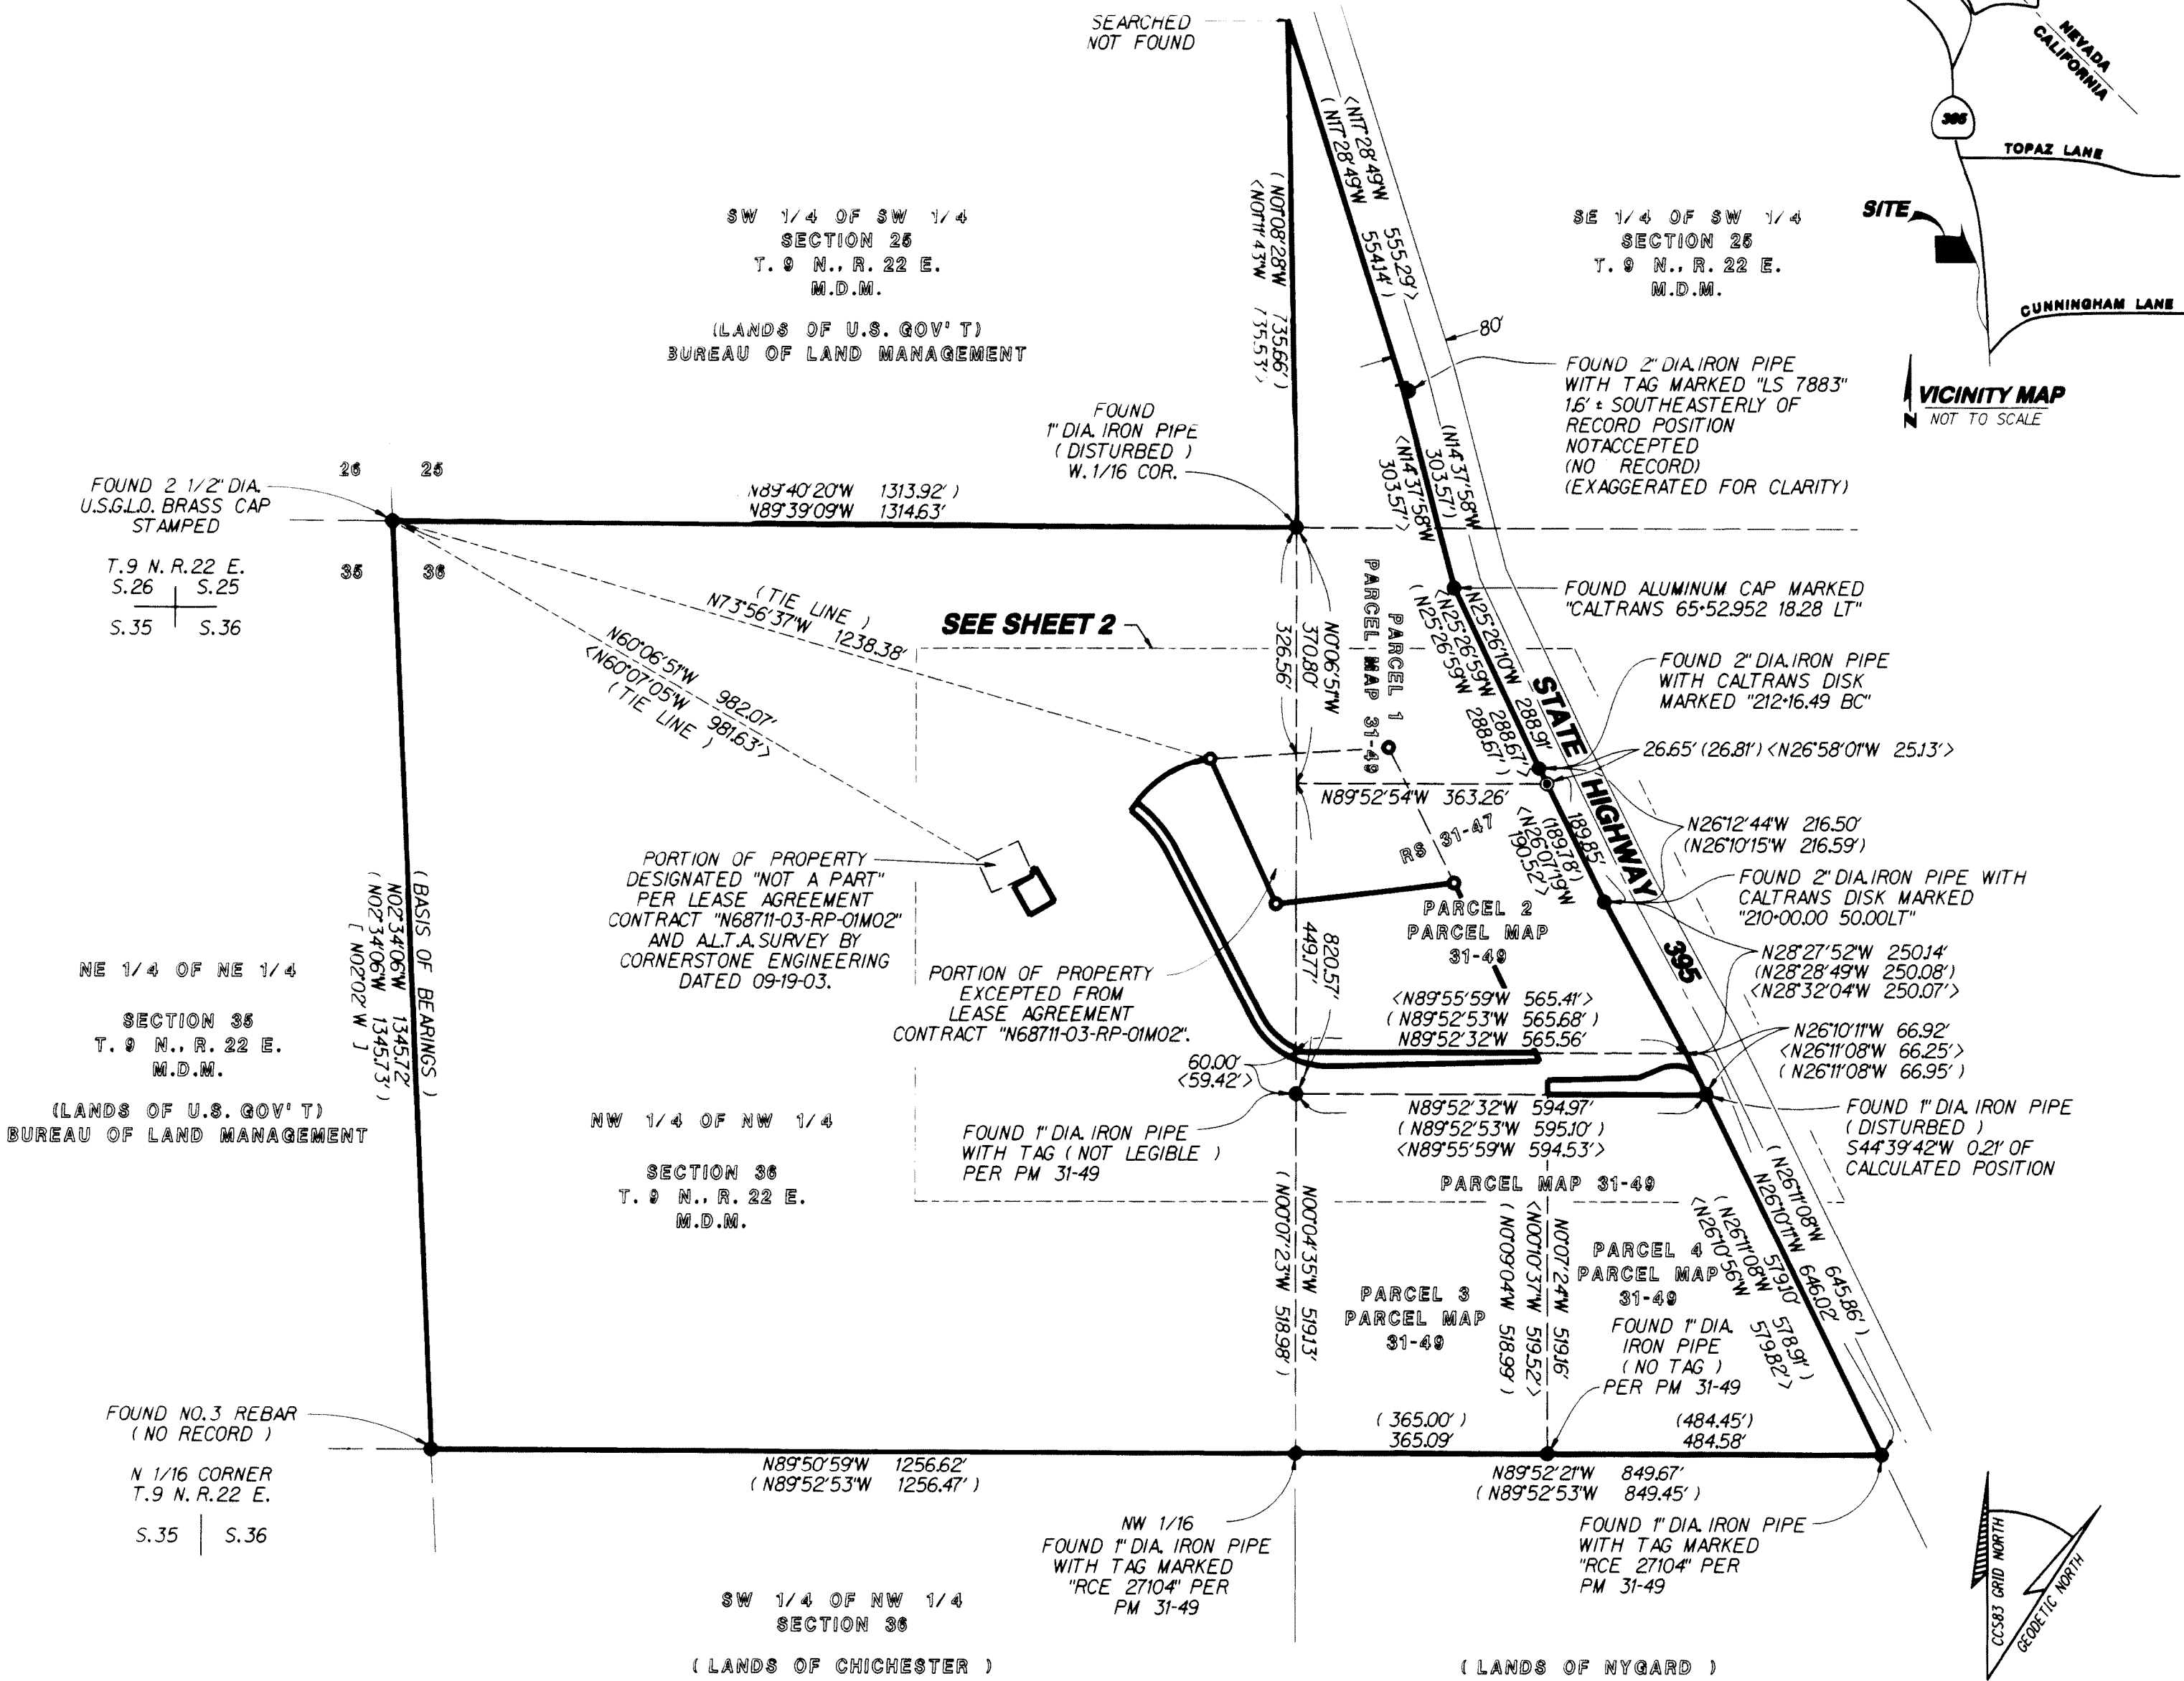 SEARCHED
NOT FOUND
NEVADA
CALIFORNIA
395
TOPAZ LANE
SITE
CUNNINGHAM LANE
VICINITY MAP
N NOT TO SCALE
SW 1/4 OF SW 1/4
SECTION 25
T. 9 N., R. 22 E.
M.D.M.
(LANDS OF U.S. GOV'T)
BUREAU OF LAND MANAGEMENT
(N01°08'28"W 735.66')
<N01°11'43"W 735.53'>
<N17°28'49"W 555.29'>
(N17°28'49"W 554.14')
SE 1/4 OF SW 1/4
SECTION 25
T. 9 N., R. 22 E.
M.D.M.
80'
FOUND 2" DIA. IRON PIPE
WITH TAG MARKED "LS 7883"
1.6' ± SOUTHEASTERLY OF
RECORD POSITION
NOT ACCEPTED
(NO RECORD)
(EXAGGERATED FOR CLARITY)
FOUND
1" DIA. IRON PIPE
(DISTURBED)
W. 1/16 COR.
(N14°37'58"W
303.57')
<N14°37'58"W
303.57'>
26 25
35 36
FOUND 2 1/2" DIA.
U.S.G.L.O. BRASS CAP
STAMPED
T.9 N. R.22 E.
S.26 S.25
S.35 S.36
N89°40'20"W 1313.92')
N89°39'09"W 1314.63'
(TIE LINE)
N73°56'37"W 1238.38'
N60°06'51"W 982.07'
<N60°07'05"W 981.63'>
(TIE LINE)
SEE SHEET 2
N0°06'51"W
370.80'
326.56'
PARCEL 1
PARCEL MAP 31-49
FOUND ALUMINUM CAP MARKED
"CALTRANS 65+52.952 18.28 LT"
N25°26'10"W 288.91'
<N25°26'59"W 288.67'>
(N25°26'59"W 288.67')
STATE HIGHWAY 395
FOUND 2" DIA. IRON PIPE
WITH CALTRANS DISK
MARKED "212+16.49 BC"
26.65' (26.81') <N26°58'01"W 25.13'>
N89°52'54"W 363.26'
RS 31-47
189.85'
(189.78')
<N26°07'19"W
190.52'>
N26°12'44"W 216.50'
(N26°10'15"W 216.59')
FOUND 2" DIA. IRON PIPE WITH
CALTRANS DISK MARKED
"210+00.00 50.00LT"
PORTION OF PROPERTY
DESIGNATED "NOT A PART"
PER LEASE AGREEMENT
CONTRACT "N68711-03-RP-01M02"
AND A.L.T.A. SURVEY BY
CORNERSTONE ENGINEERING
DATED 09-19-03.
PARCEL 2
PARCEL MAP
31-49
820.57'
449.77'
PORTION OF PROPERTY
EXCEPTED FROM
LEASE AGREEMENT
CONTRACT "N68711-03-RP-01M02".
N28°27'52"W 250.14'
(N28°28'49"W 250.08')
<N28°32'04"W 250.07'>
<N89°55'59"W 565.41'>
(N89°52'53"W 565.68')
N89°52'32"W 565.56'
N26°10'11"W 66.92'
<N26°11'08"W 66.25'>
(N26°11'08"W 66.95')
60.00'
<59.42'>
(BASIS OF BEARINGS)
N02°34'06"W 1345.72'
(N02°34'06"W 1345.73')
[N02°02'W]
NE 1/4 OF NE 1/4
SECTION 35
T. 9 N., R. 22 E.
M.D.M.
(LANDS OF U.S. GOV'T)
BUREAU OF LAND MANAGEMENT
NW 1/4 OF NW 1/4
SECTION 36
T. 9 N., R. 22 E.
M.D.M.
FOUND 1" DIA. IRON PIPE
WITH TAG (NOT LEGIBLE)
PER PM 31-49
N89°52'32"W 594.97'
(N89°52'53"W 595.10')
<N89°55'59"W 594.53'>
FOUND 1" DIA. IRON PIPE
(DISTURBED)
S44°39'42"W 0.21' OF
CALCULATED POSITION
PARCEL MAP 31-49
N00°04'35"W 519.13'
(N00°07'23"W 518.98')
N0°07'24"W 519.16'
<N00°10'37"W 519.52'>
(N0°09'04"W 518.99')
PARCEL 3
PARCEL MAP
31-49
PARCEL 4
PARCEL MAP
31-49
(N26°11'08"W 645.86')
N26°10'11"W 646.02'
579.10'
(N26°11'08"W 578.91')
<N26°10'56"W 579.82'>
FOUND 1" DIA.
IRON PIPE
(NO TAG)
PER PM 31-49
(365.00')
365.09'
(484.45')
484.58'
FOUND NO.3 REBAR
(NO RECORD)
N 1/16 CORNER
T.9 N. R.22 E.
S.35 S.36
N89°50'59"W 1256.62'
(N89°52'53"W 1256.47')
N89°52'21"W 849.67'
(N89°52'53"W 849.45')
NW 1/16
FOUND 1" DIA. IRON PIPE
WITH TAG MARKED
"RCE 27104" PER
PM 31-49
FOUND 1" DIA. IRON PIPE
WITH TAG MARKED
"RCE 27104" PER
PM 31-49
SW 1/4 OF NW 1/4
SECTION 36
(LANDS OF CHICHESTER)
(LANDS OF NYGARD)
CCS83 GRID NORTH
GEODETIC NORTH